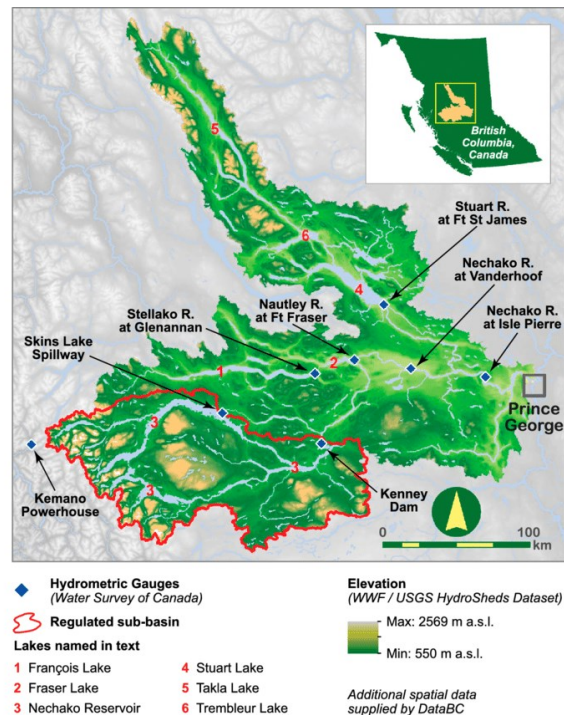 British
Columbia,
Canada
5
6
4
Stuart R.
at Ft St James
Nechako R.
at Vanderhoof
Nautley R.
at Ft Fraser
Nechako R.
at Isle Pierre
Stellako R.
at Glenannan
Skins Lake
Spillway
1
2
Prince
George
3
3
3
Kemano
Powerhouse
Kenney
Dam
0 100
km
Hydrometric Gauges
(Water Survey of Canada)
Regulated sub-basin
Lakes named in text
1 François Lake
2 Fraser Lake
3 Nechako Reservoir
4 Stuart Lake
5 Takla Lake
6 Trembleur Lake
Elevation
(WWF / USGS HydroSheds Dataset)
Max: 2569 m a.s.l.
Min: 550 m a.s.l.
Additional spatial data
supplied by DataBC